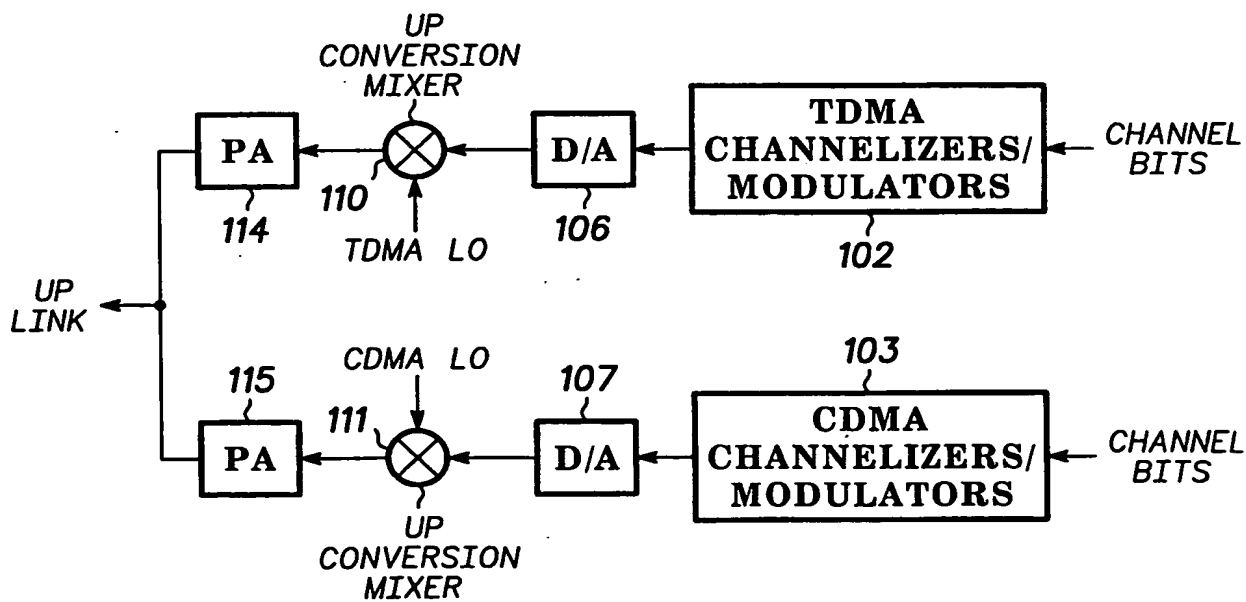 UP
CONVERSION
MIXER
PA
114
110
TDMA LO
D/A
106
TDMA
CHANNELIZERS/
MODULATORS
102
CHANNEL
BITS
UP
LINK
CDMA LO
115
PA
111
UP
CONVERSION
MIXER
107
D/A
103
CDMA
CHANNELIZERS/
MODULATORS
CHANNEL
BITS